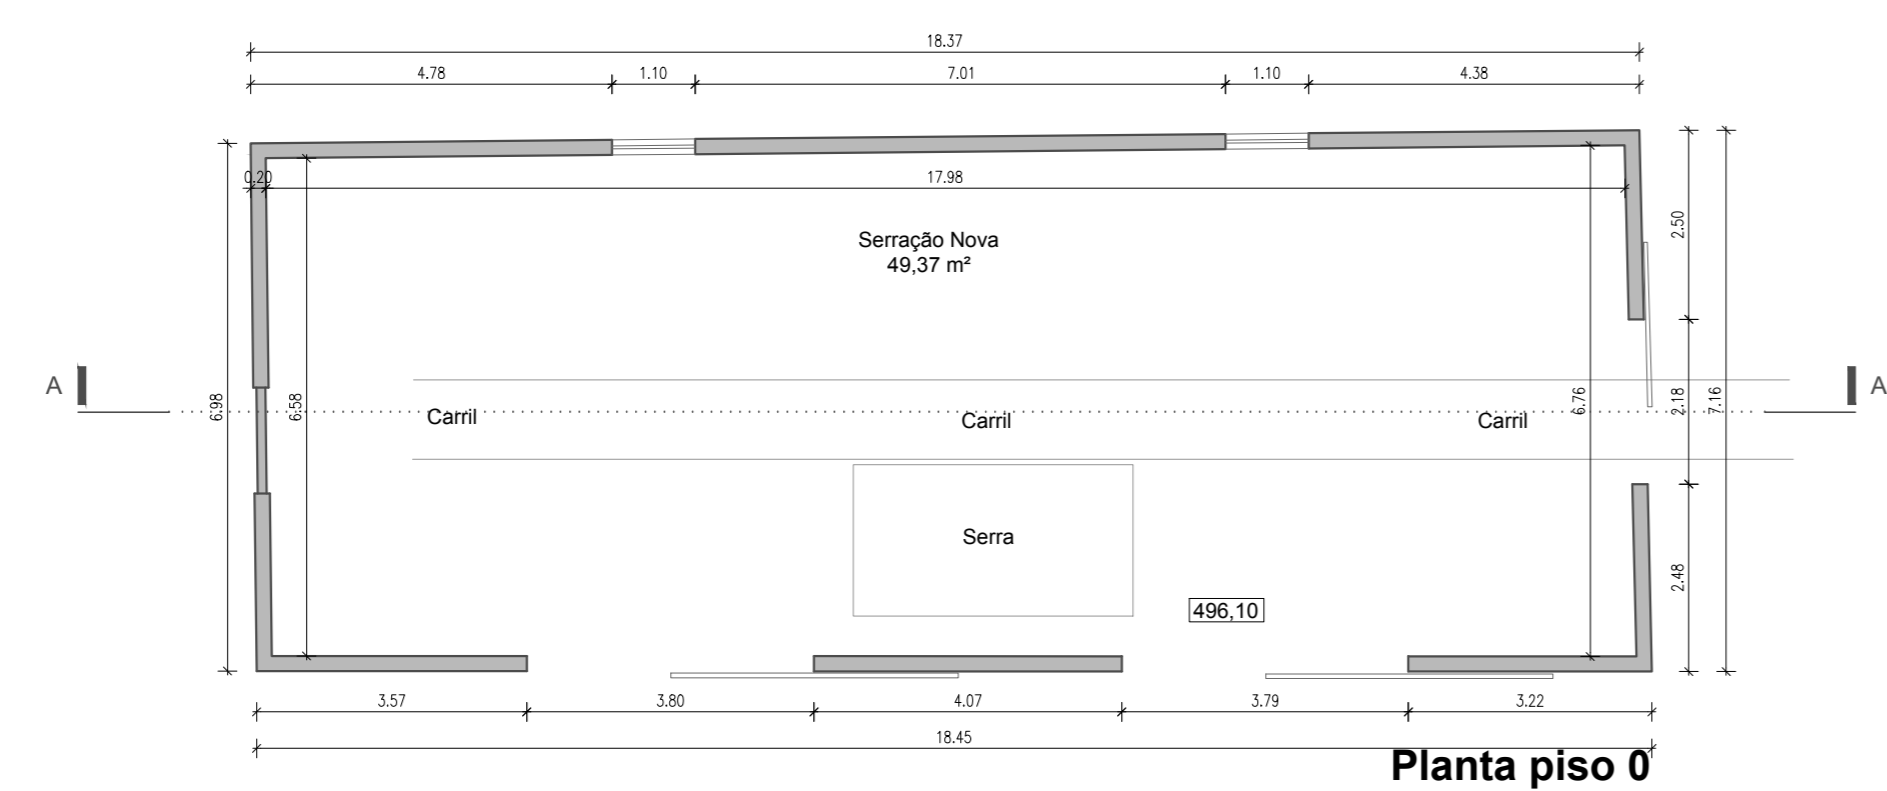 18.37
4.78 1.10 7.01 1.10 4.38
0.20 17.98
Serração Nova
49,37 m²
2.50
A A
6.98 6.58 6.76 2.18 7.16
Carril Carril Carril
Serra
2.48
496,10
3.57 3.80 4.07 3.79 3.22
18.45
Planta piso 0